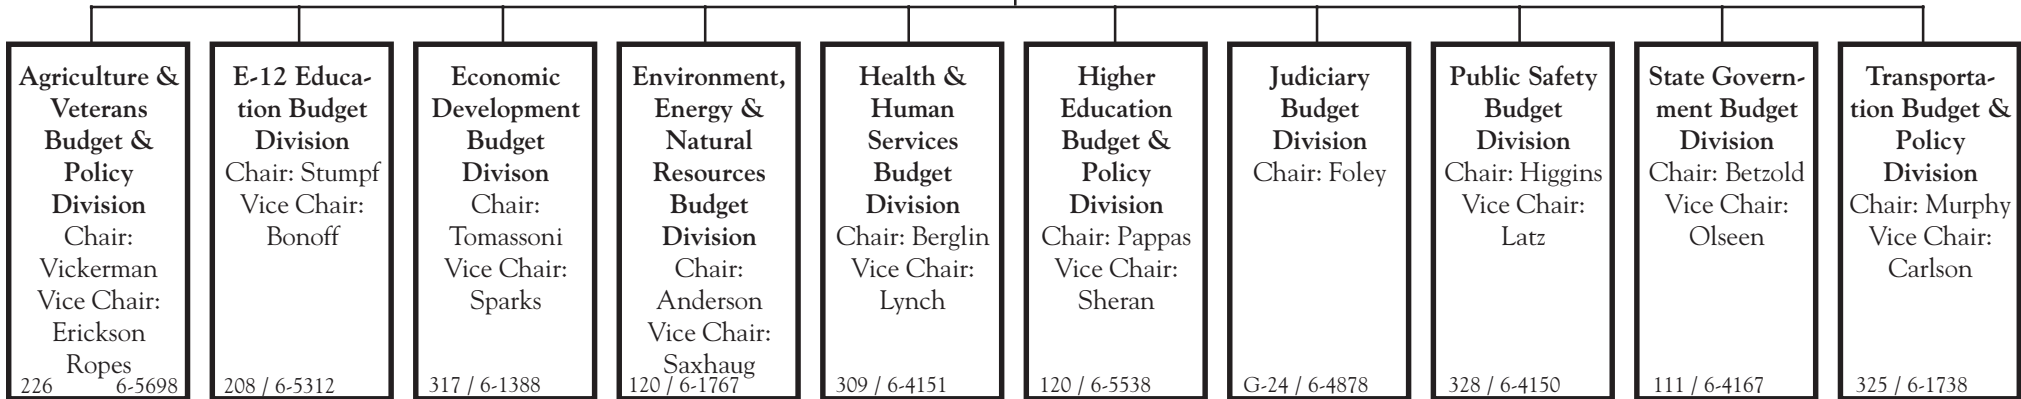 Agriculture &
Veterans
Budget &
Policy
Division
Chair:
Vickerman
Vice Chair:
Erickson
Ropes
226 6-5698
E-12 Educa-
tion Budget
Division
Chair: Stumpf
Vice Chair:
Bonoff
208 / 6-5312
Economic
Development
Budget
Divison
Chair:
Tomassoni
Vice Chair:
Sparks
317 / 6-1388
Environment,
Energy &
Natural
Resources
Budget
Division
Chair:
Anderson
Vice Chair:
Saxhaug
120 / 6-1767
Health &
Human
Services
Budget
Division
Chair: Berglin
Vice Chair:
Lynch
309 / 6-4151
Higher
Education
Budget &
Policy
Division
Chair: Pappas
Vice Chair:
Sheran
120 / 6-5538
Judiciary
Budget
Division
Chair: Foley
G-24 / 6-4878
Public Safety
Budget
Division
Chair: Higgins
Vice Chair:
Latz
328 / 6-4150
State Govern-
ment Budget
Division
Chair: Betzold
Vice Chair:
Olseen
111 / 6-4167
Transporta-
tion Budget &
Policy
Division
Chair: Murphy
Vice Chair:
Carlson
325 / 6-1738